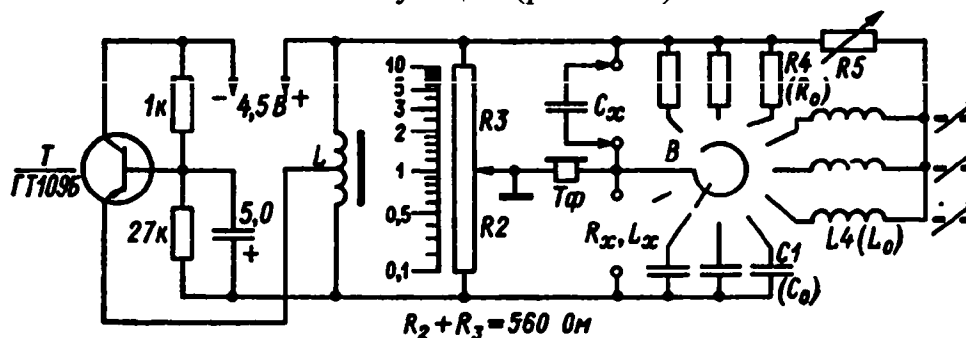 10
5
3
2
1
0,5
0,1
1к
- 4,5 В +
T
ГТ109Б
27к
5,0
+
L
R3
R2
Cx
Тф
B
Rx, Lx
R4
(R0)
R5
L4(L0)
C1
(C0)
R2+R3=560 Ом